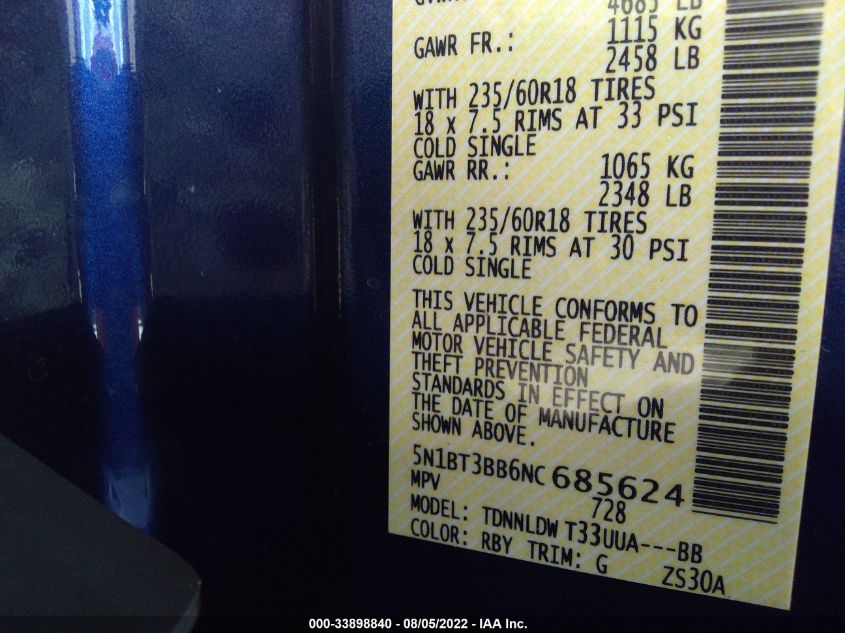 4685 LB
GAWR FR.: 1115 KG
2458 LB
WITH 235/60R18 TIRES
18 x 7.5 RIMS AT 33 PSI
COLD SINGLE
GAWR RR.: 1065 KG
2348 LB
WITH 235/60R18 TIRES
18 x 7.5 RIMS AT 30 PSI
COLD SINGLE
THIS VEHICLE CONFORMS TO
ALL APPLICABLE FEDERAL
MOTOR VEHICLE SAFETY AND
THEFT PREVENTION
STANDARDS IN EFFECT ON
THE DATE OF MANUFACTURE
SHOWN ABOVE.
5N1BT3BB6NC685624
MPV 728
MODEL: TDNNLDW T33UUA---BB
COLOR: RBY TRIM: G ZS30A
000-33898840 - 08/05/2022 - IAA Inc.